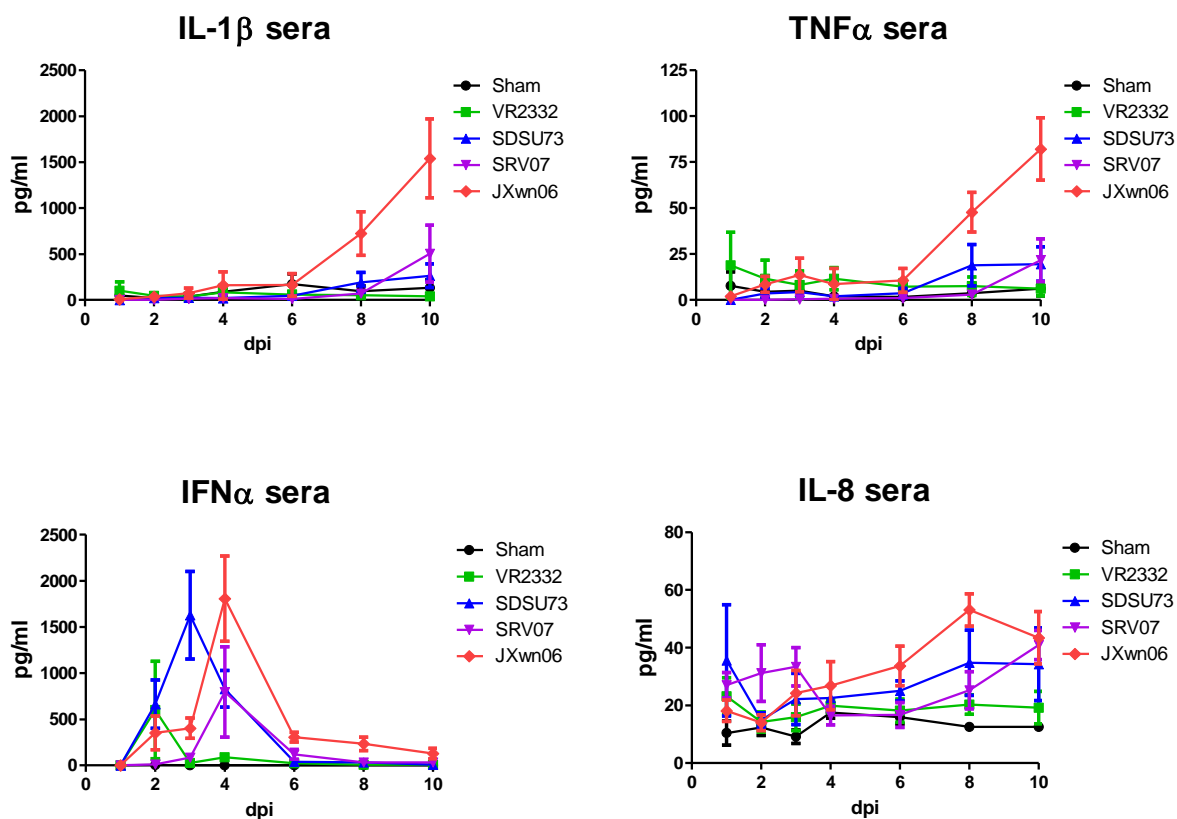 IL-1β sera
2500
2000
1500
1000
500
0
0 2 4 6 8 10
pg/ml
dpi
Sham
VR2332
SDSU73
SRV07
JXwn06
TNFα sera
125
100
75
50
25
0
0 2 4 6 8 10
pg/ml
dpi
Sham
VR2332
SDSU73
SRV07
JXwn06
IFNα sera
2500
2000
1500
1000
500
0
0 2 4 6 8 10
pg/ml
dpi
Sham
VR2332
SDSU73
SRV07
JXwn06
IL-8 sera
80
60
40
20
0
0 2 4 6 8 10
pg/ml
dpi
Sham
VR2332
SDSU73
SRV07
JXwn06